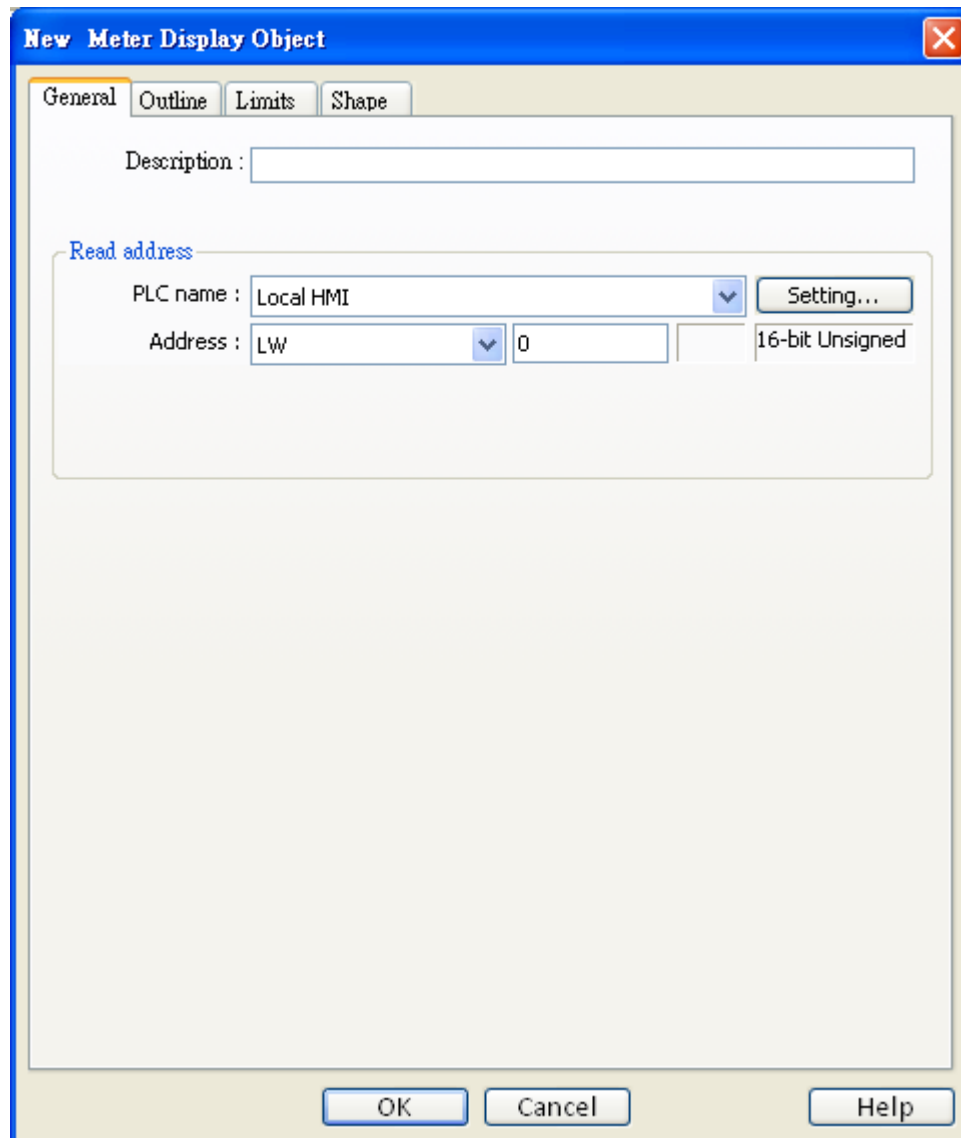 New Meter Display Object
General Outline Limits Shape
Description :
Read address
PLC name : Local HMI Setting...
Address : LW 0 16-bit Unsigned
OK Cancel Help